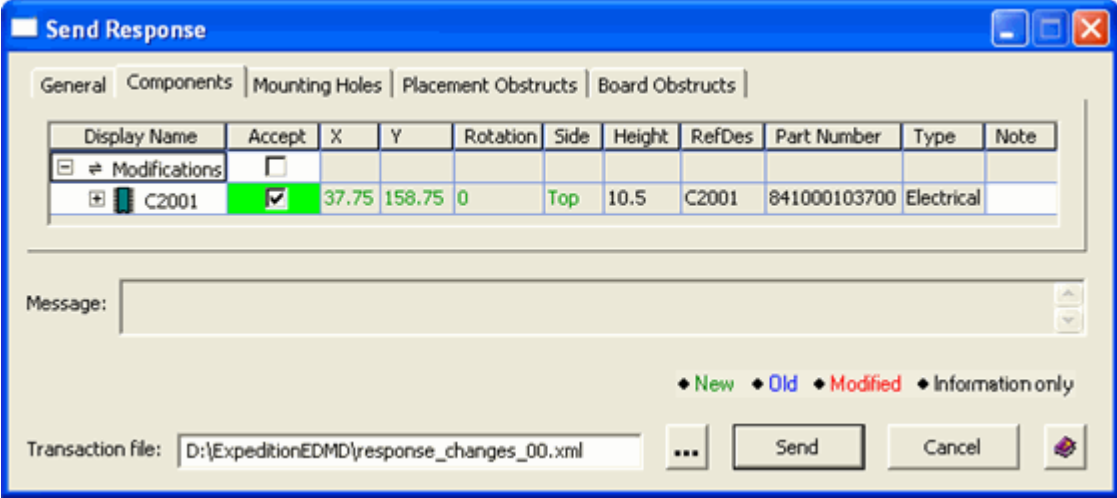 Send Response
General Components Mounting Holes Placement Obstructs Board Obstructs
Display Name Accept X Y Rotation Side Height RefDes Part Number Type Note
Modifications
C2001 37.75 158.75 0 Top 10.5 C2001 841000103700 Electrical
Message:
New Old Modified Information only
Transaction file: D:\ExpeditionEDMD\response_changes_00.xml ... Send Cancel